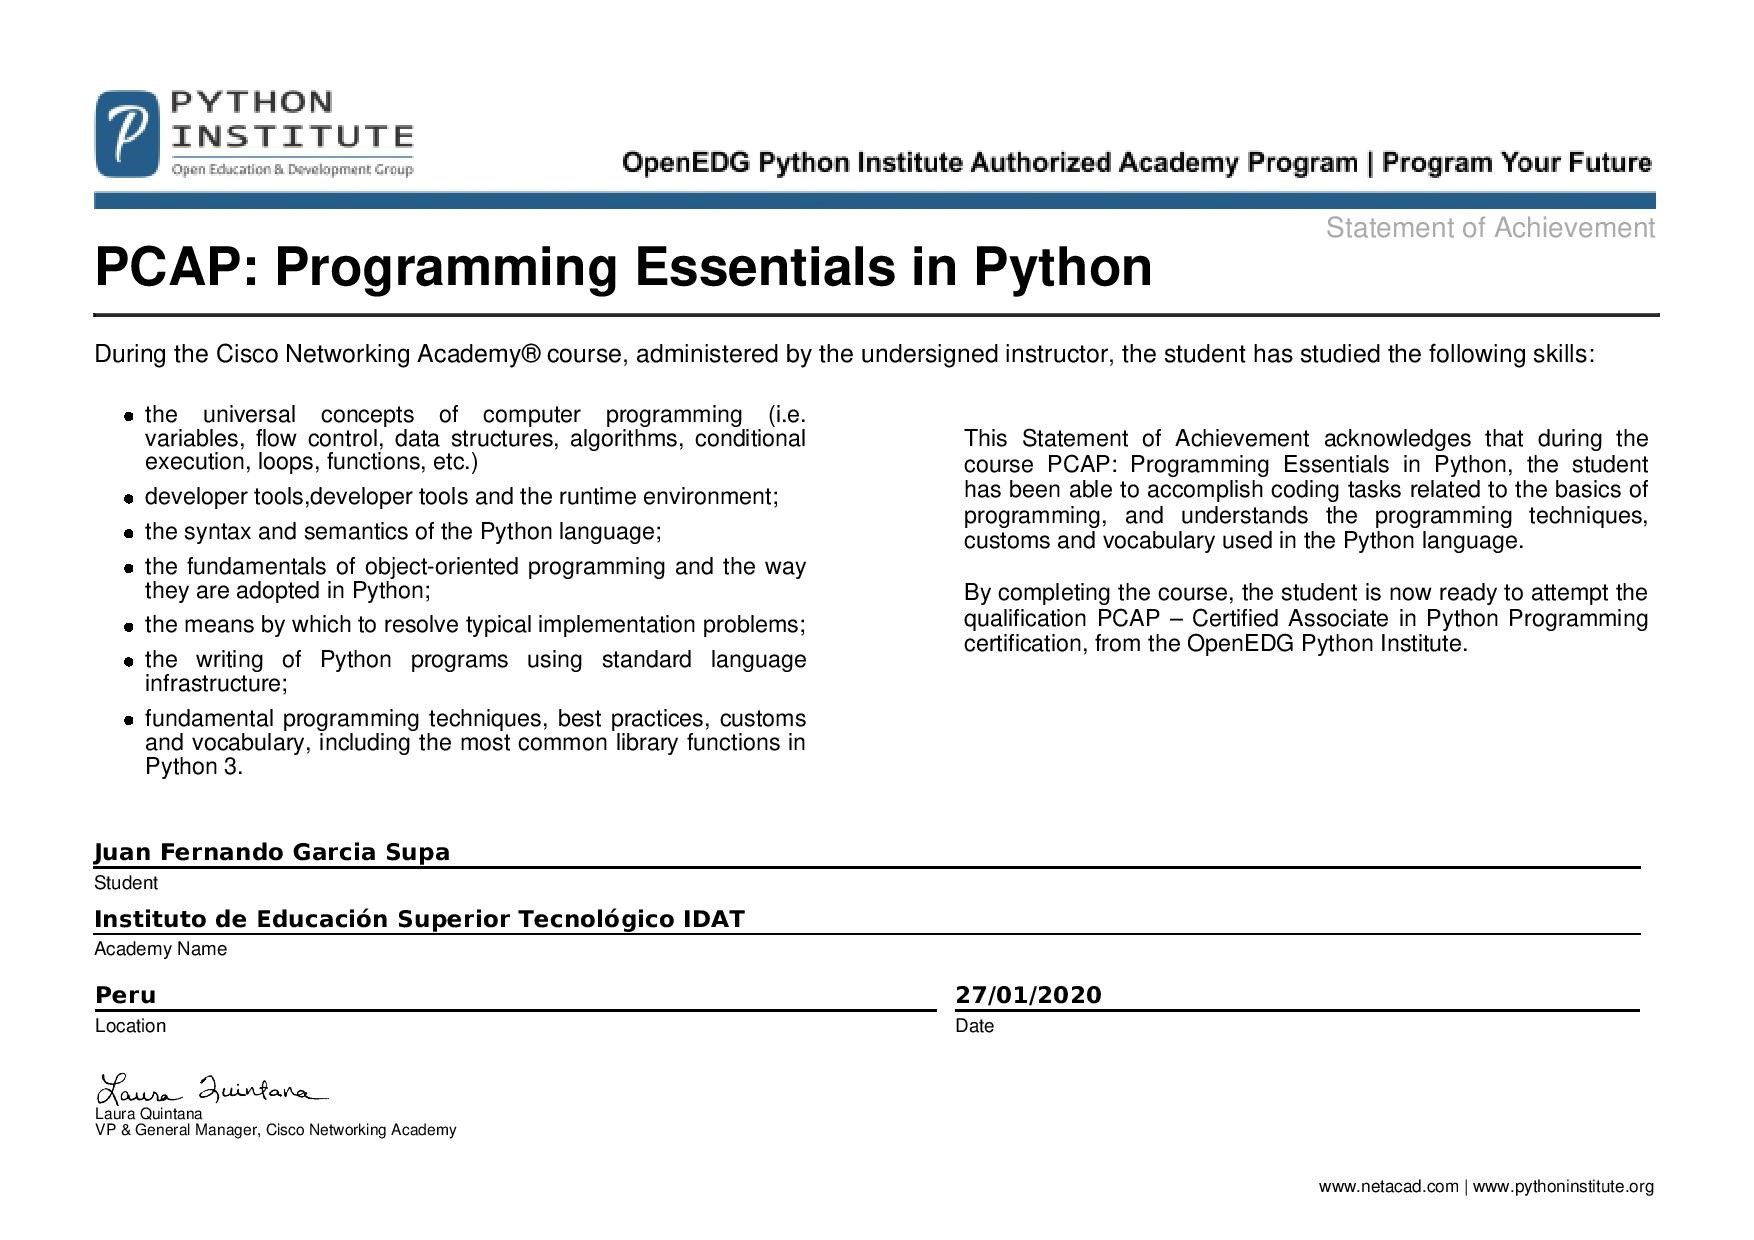 PYTHON
INSTITUTE
Open Education & Development Group
OpenEDG Python Institute Authorized Academy Program | Program Your Future
Statement of Achievement
PCAP: Programming Essentials in Python
During the Cisco Networking Academy® course, administered by the undersigned instructor, the student has studied the following skills:
• the universal concepts of computer programming (i.e.
variables, flow control, data structures, algorithms, conditional
execution, loops, functions, etc.)
• developer tools,developer tools and the runtime environment;
• the syntax and semantics of the Python language;
• the fundamentals of object-oriented programming and the way
they are adopted in Python;
• the means by which to resolve typical implementation problems;
• the writing of Python programs using standard language
infrastructure;
• fundamental programming techniques, best practices, customs
and vocabulary, including the most common library functions in
Python 3.
This Statement of Achievement acknowledges that during the
course PCAP: Programming Essentials in Python, the student
has been able to accomplish coding tasks related to the basics of
programming, and understands the programming techniques,
customs and vocabulary used in the Python language.
By completing the course, the student is now ready to attempt the
qualification PCAP – Certified Associate in Python Programming
certification, from the OpenEDG Python Institute.
Juan Fernando Garcia Supa
Student
Instituto de Educación Superior Tecnológico IDAT
Academy Name
Peru
Location
27/01/2020
Date
Laura Quintana
Laura Quintana
VP & General Manager, Cisco Networking Academy
www.netacad.com | www.pythoninstitute.org